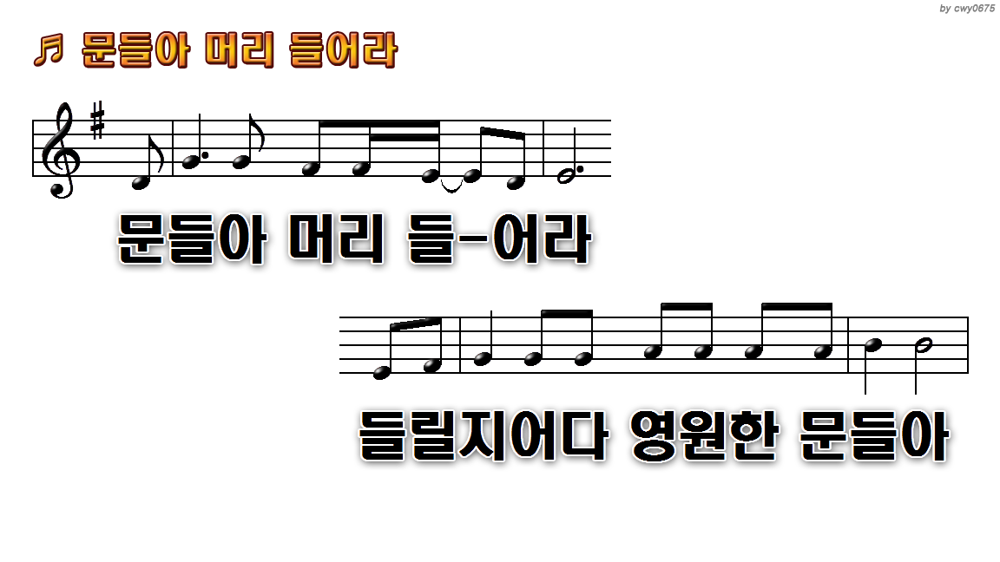 by cwy0675
♬ 문들아 머리 들어라
문들아 머리 들-어라
들릴지어다 영원한 문들아